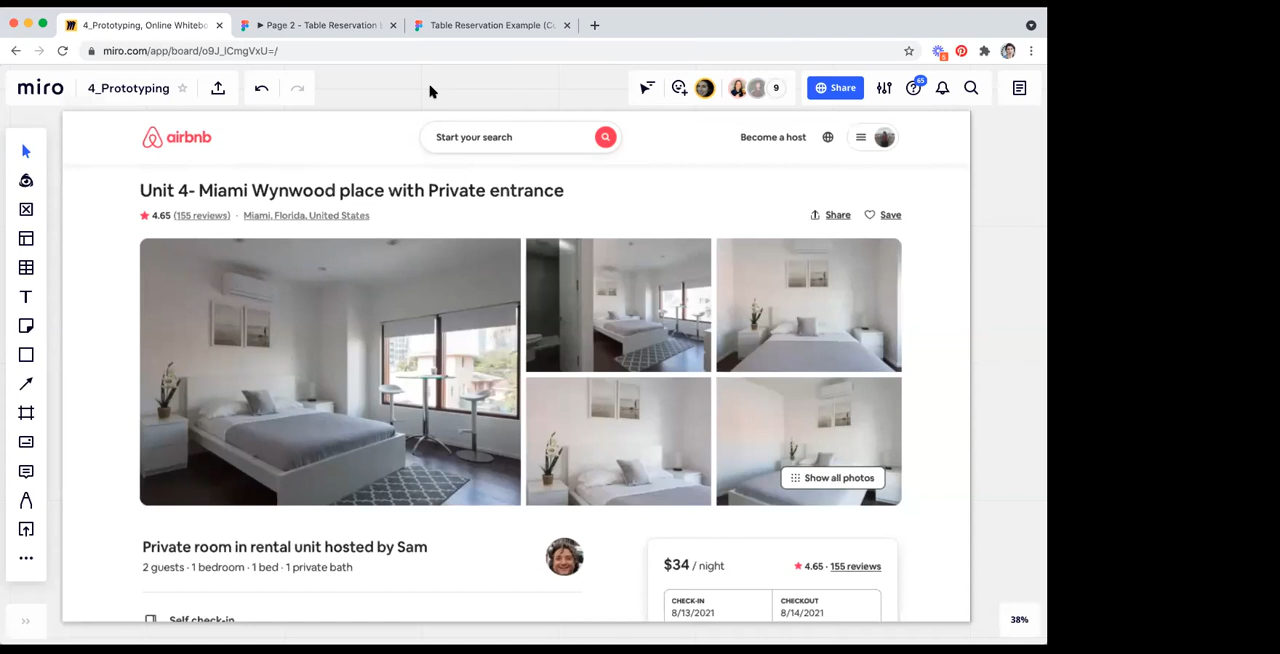 4_Prototyping, Online Whitebo
▶ Page 2 - Table Reservation
Table Reservation Example (C
miro.com/app/board/o9J_lCmgVxU=/
5
miro
4_Prototyping
9
Share
65
airbnb
Start your search
Become a host
Unit 4- Miami Wynwood place with Private entrance
4.65 (155 reviews) · Miami, Florida, United States
Share
Save
Show all photos
Private room in rental unit hosted by Sam
2 guests · 1 bedroom · 1 bed · 1 private bath
$34 / night
4.65 · 155 reviews
CHECK-IN
8/13/2021
CHECKOUT
8/14/2021
Self check-in
38%